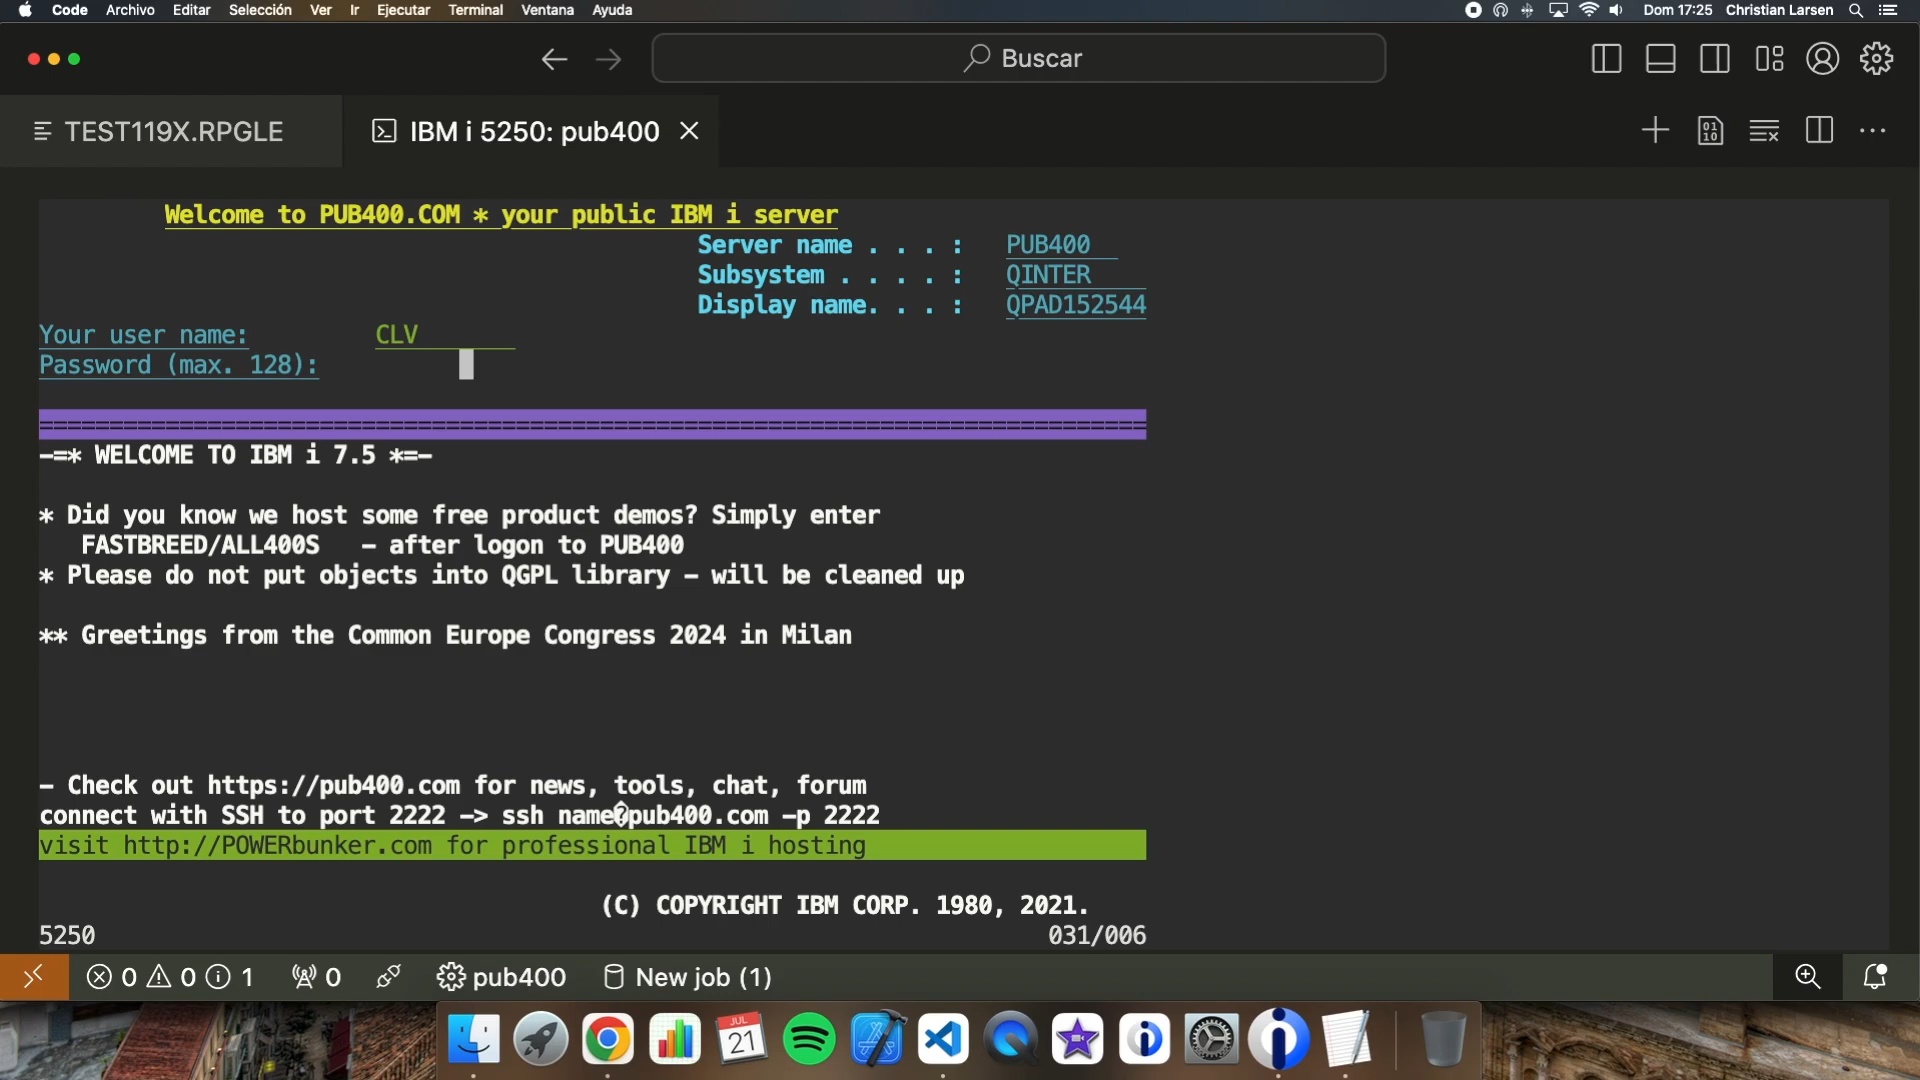 Code Archivo Editar Selección Ver Ir Ejecutar Terminal Ventana Ayuda Dom 17:25 Christian Larsen
Buscar
TEST119X.RPGLE IBM i 5250: pub400
Welcome to PUB400.COM * your public IBM i server
Server name . . . : PUB400
Subsystem . . . . : QINTER
Display name. . . : QPAD152544
Your user name: CLV
Password (max. 128):
===============================================================================
-=* WELCOME TO IBM i 7.5 *=-
* Did you know we host some free product demos? Simply enter
FASTBREED/ALL400S - after logon to PUB400
* Please do not put objects into QGPL library - will be cleaned up
** Greetings from the Common Europe Congress 2024 in Milan
- Check out https://pub400.com for news, tools, chat, forum
connect with SSH to port 2222 -> ssh name�pub400.com -p 2222
visit http://POWERbunker.com for professional IBM i hosting
(C) COPYRIGHT IBM CORP. 1980, 2021.
5250 031/006
0 0 1 0 pub400 New job (1)
JUL
21